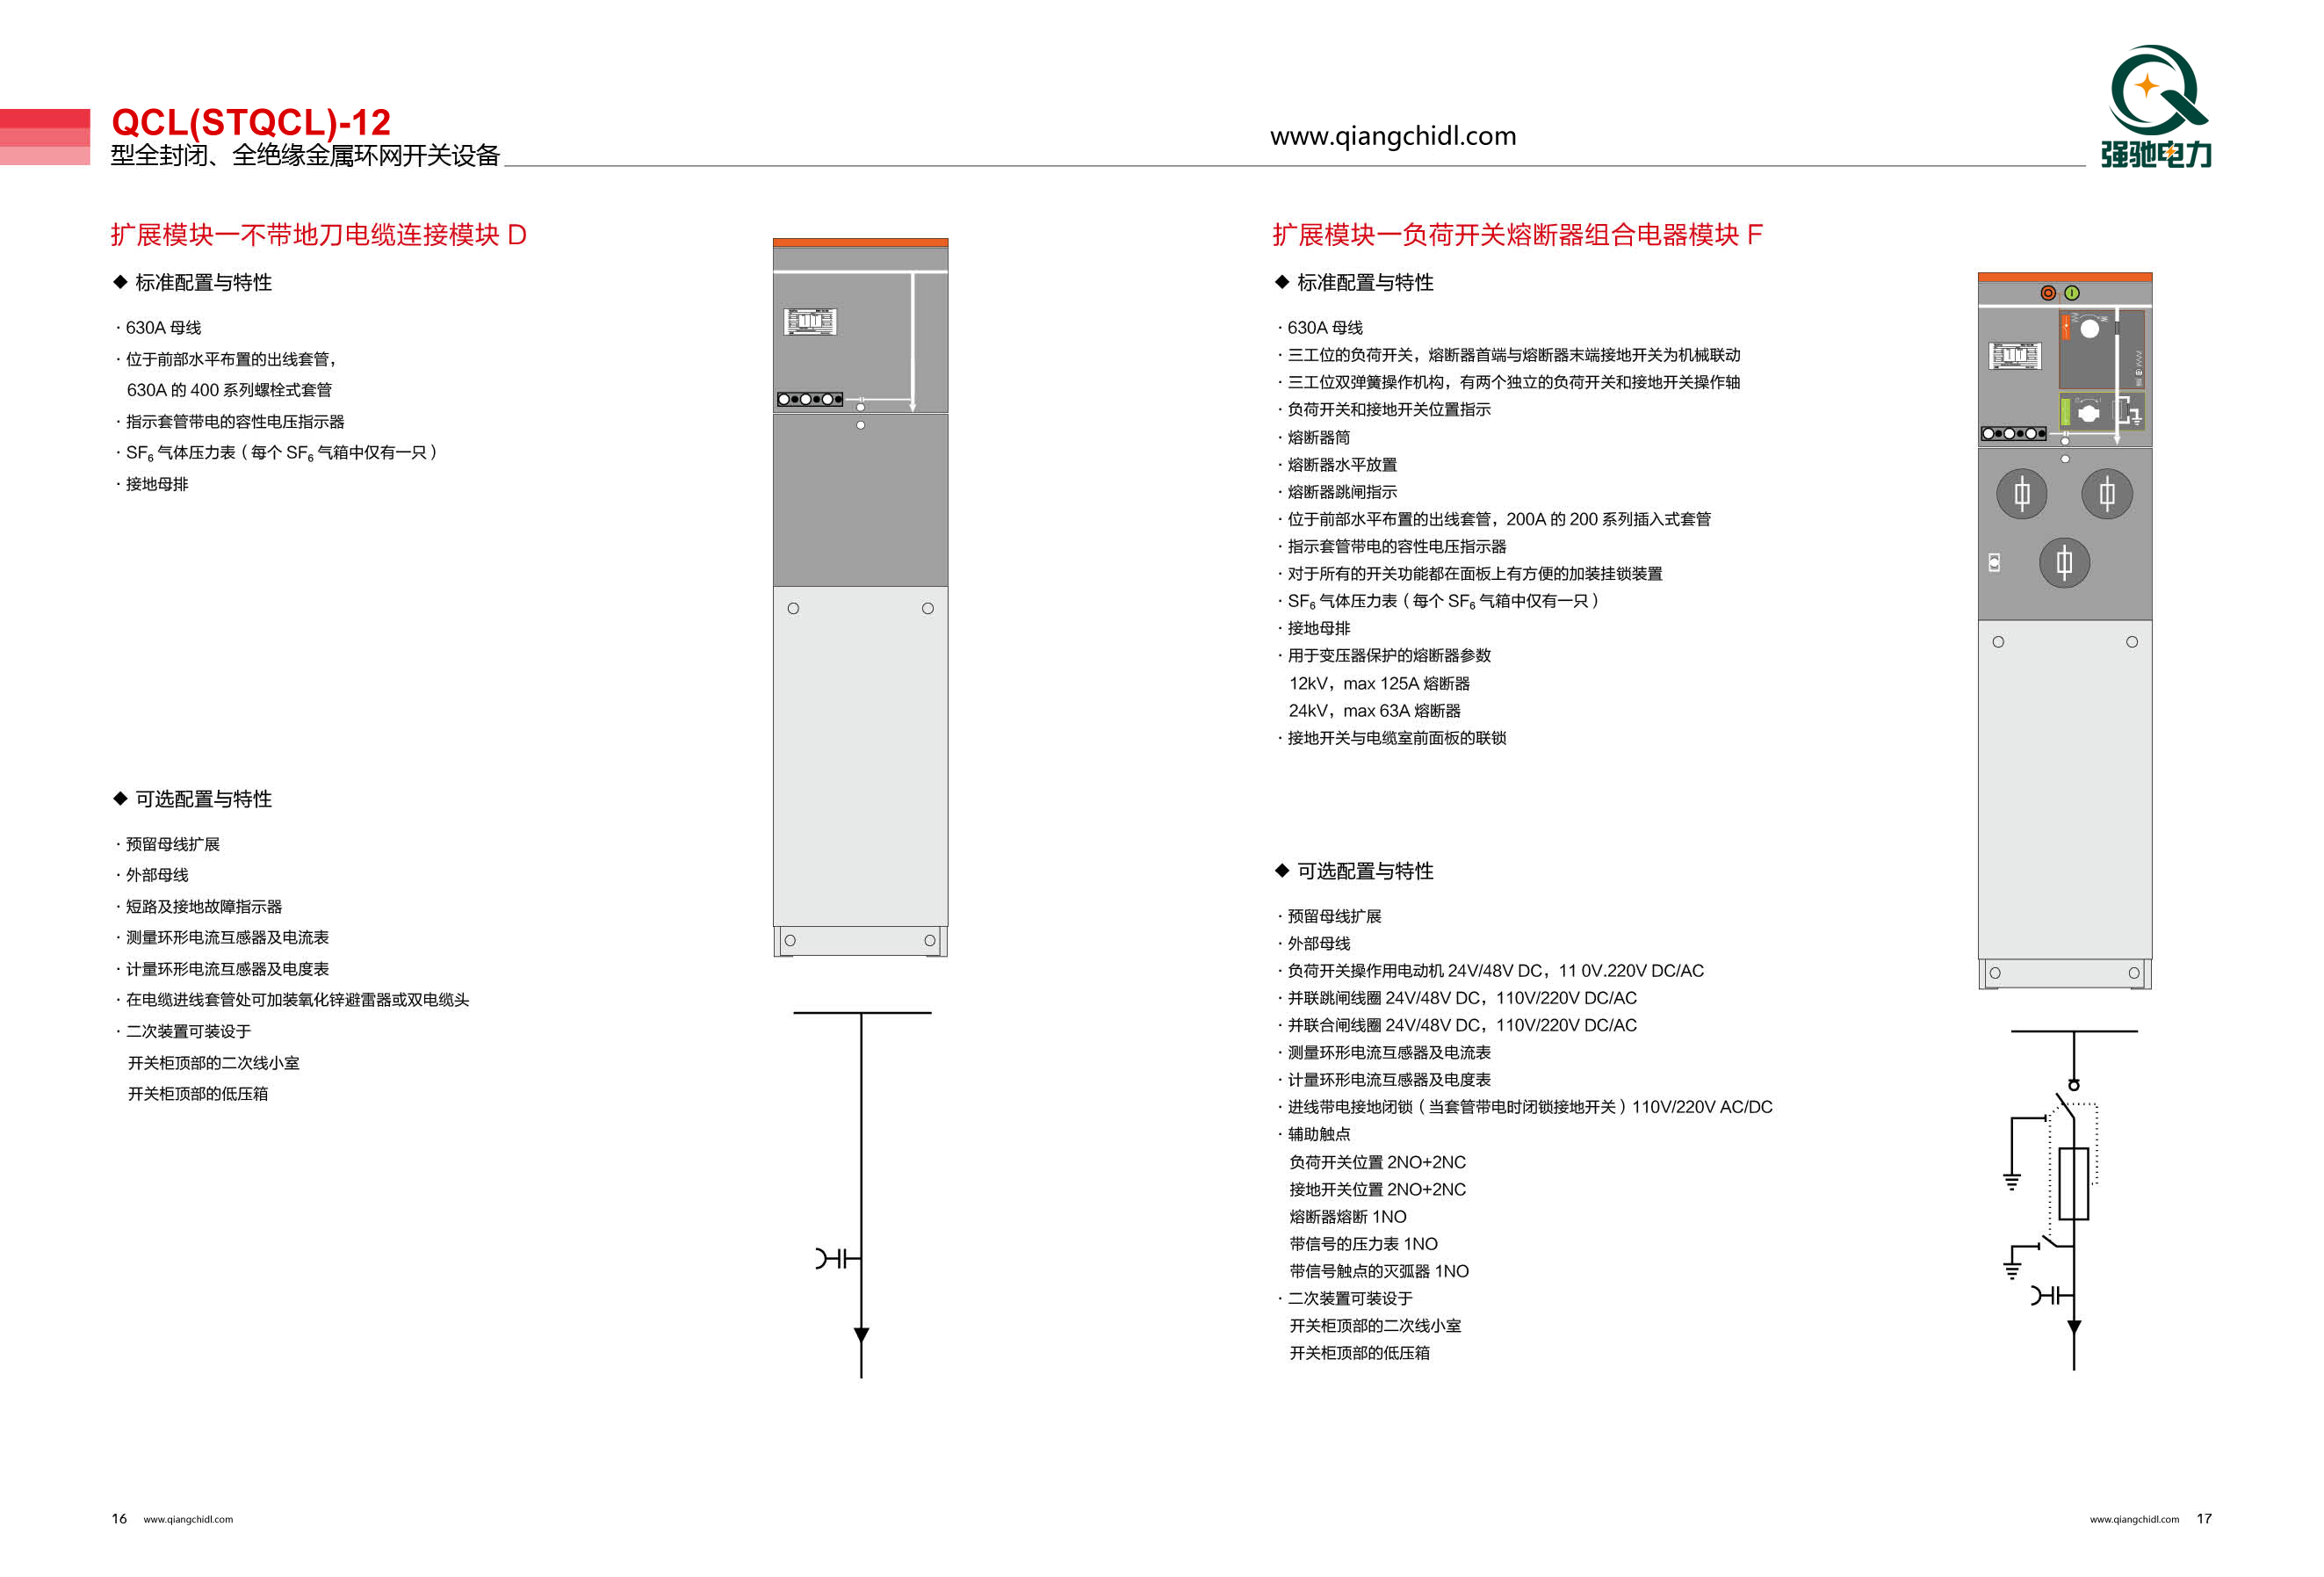 QCL(STQCL)-12
型全封闭、全绝缘金属环网开关设备
www.qiangchidl.com
强驰电力
扩展模块一不带地刀电缆连接模块 D
◆ 标准配置与特性
· 630A 母线
· 位于前部水平布置的出线套管，
630A 的 400 系列螺栓式套管
· 指示套管带电的容性电压指示器
· SF₆ 气体压力表（每个 SF₆ 气箱中仅有一只）
· 接地母排
◆ 可选配置与特性
· 预留母线扩展
· 外部母线
· 短路及接地故障指示器
· 测量环形电流互感器及电流表
· 计量环形电流互感器及电度表
· 在电缆进线套管处可加装氧化锌避雷器或双电缆头
· 二次装置可装设于
开关柜顶部的二次线小室
开关柜顶部的低压箱
扩展模块一负荷开关熔断器组合电器模块 F
◆ 标准配置与特性
· 630A 母线
· 三工位的负荷开关，熔断器首端与熔断器末端接地开关为机械联动
· 三工位双弹簧操作机构，有两个独立的负荷开关和接地开关操作轴
· 负荷开关和接地开关位置指示
· 熔断器筒
· 熔断器水平放置
· 熔断器跳闸指示
· 位于前部水平布置的出线套管，200A 的 200 系列插入式套管
· 指示套管带电的容性电压指示器
· 对于所有的开关功能都在面板上有方便的加装挂锁装置
· SF₆ 气体压力表（每个 SF₆ 气箱中仅有一只）
· 接地母排
· 用于变压器保护的熔断器参数
12kV，max 125A 熔断器
24kV，max 63A 熔断器
· 接地开关与电缆室前面板的联锁
◆ 可选配置与特性
· 预留母线扩展
· 外部母线
· 负荷开关操作用电动机 24V/48V DC，11 0V.220V DC/AC
· 并联跳闸线圈 24V/48V DC，110V/220V DC/AC
· 并联合闸线圈 24V/48V DC，110V/220V DC/AC
· 测量环形电流互感器及电流表
· 计量环形电流互感器及电度表
· 进线带电接地闭锁（当套管带电时闭锁接地开关）110V/220V AC/DC
· 辅助触点
负荷开关位置 2NO+2NC
接地开关位置 2NO+2NC
熔断器熔断 1NO
带信号的压力表 1NO
带信号触点的灭弧器 1NO
· 二次装置可装设于
开关柜顶部的二次线小室
开关柜顶部的低压箱
16 www.qiangchidl.com
www.qiangchidl.com 17